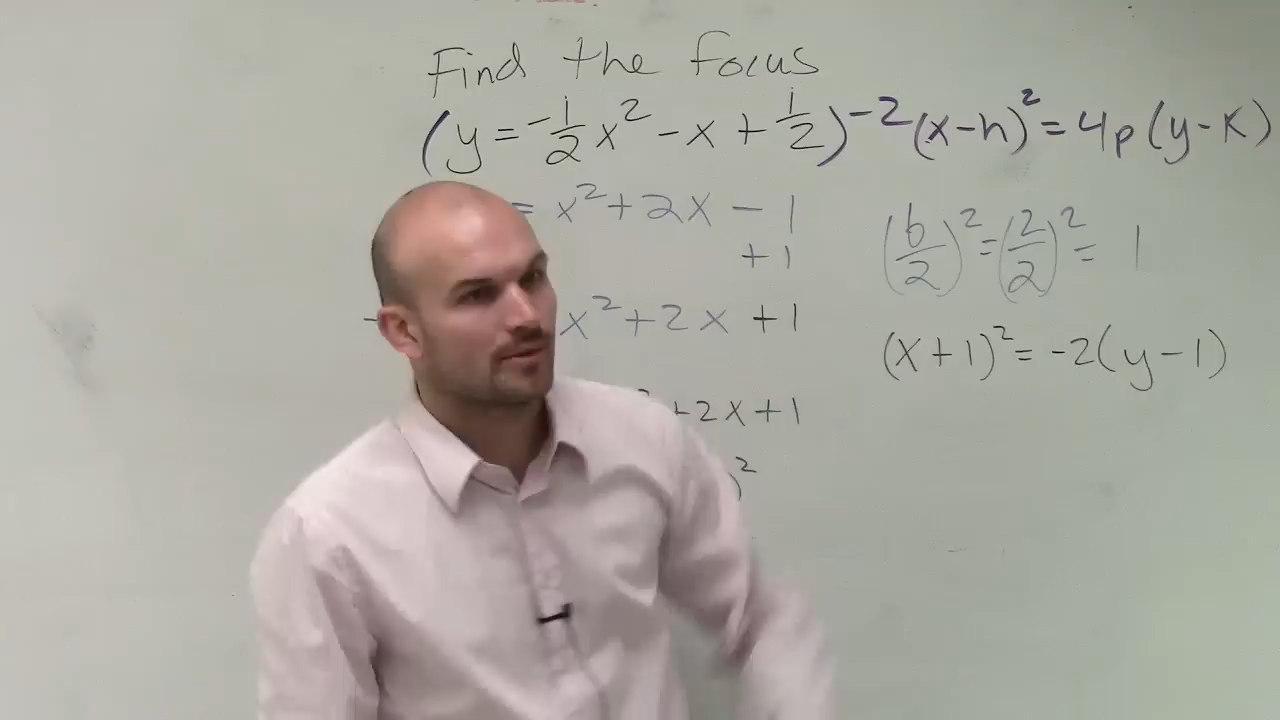 Find the focus
(y = -1/2 x² - x + 1/2) -2 (x-h)² = 4p(y-K)
= x² + 2x - 1
+ 1
(b/2)² = (2/2)² = 1
x² + 2x + 1
(x+1)² = -2(y-1)
+2x+1
)²